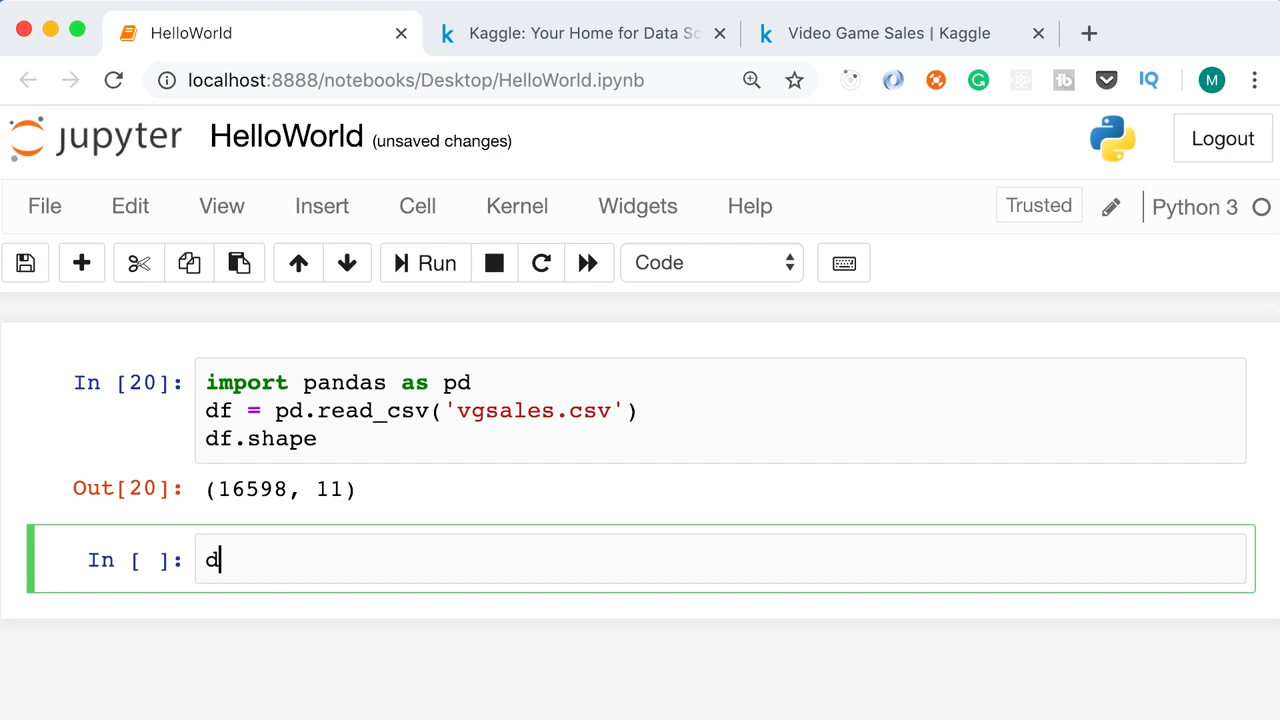 HelloWorld
Kaggle: Your Home for Data Sc
Video Game Sales | Kaggle
localhost:8888/notebooks/Desktop/HelloWorld.ipynb
IQ
M
jupyter HelloWorld (unsaved changes)
Logout
File Edit View Insert Cell Kernel Widgets Help Trusted Python 3
Run Code
In [20]: import pandas as pd
df = pd.read_csv('vgsales.csv')
df.shape
Out[20]: (16598, 11)
In [ ]: d